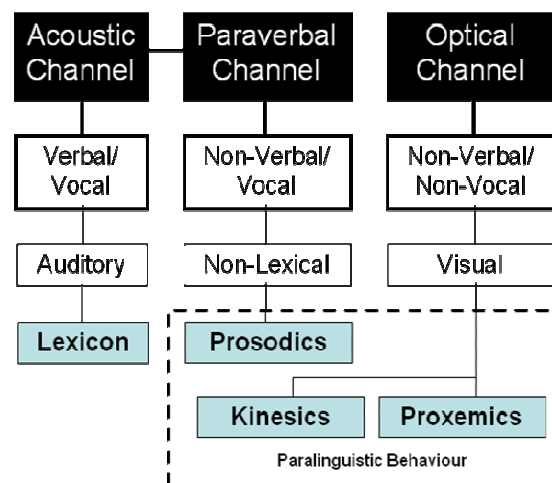 Acoustic
Channel
Paraverbal
Channel
Optical
Channel
Verbal/
Vocal
Non-Verbal/
Vocal
Non-Verbal/
Non-Vocal
Auditory
Non-Lexical
Visual
Lexicon
Prosodics
Kinesics
Proxemics
Paralinguistic Behaviour